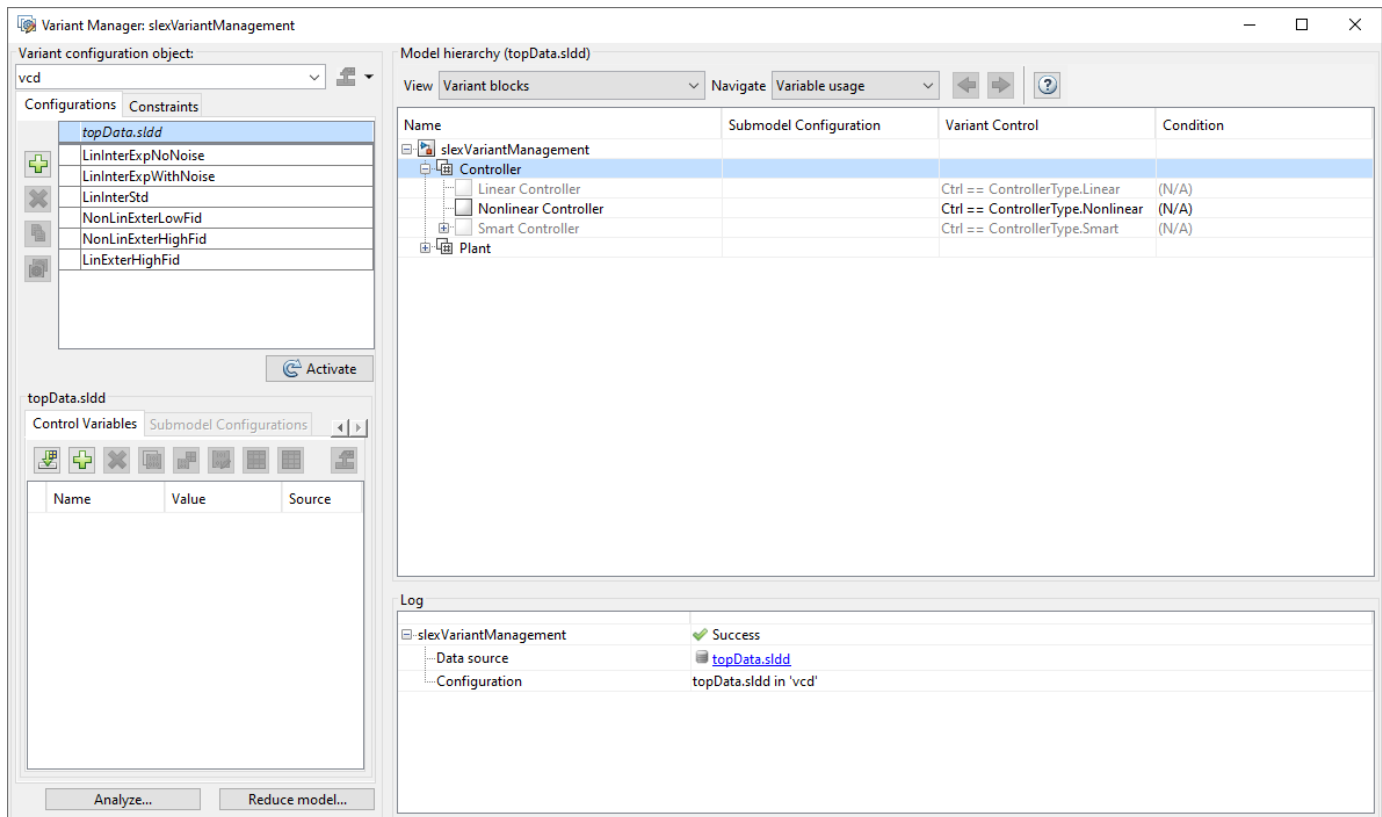 Variant Manager: slexVariantManagement
Variant configuration object:
vcd
Configurations Constraints
topData.sldd
LinInterExpNoNoise
LinInterExpWithNoise
LinInterStd
NonLinExterLowFid
NonLinExterHighFid
LinExterHighFid
Activate
topData.sldd
Control Variables Submodel Configurations
Name Value Source
Analyze... Reduce model...
Model hierarchy (topData.sldd)
View Variant blocks Navigate Variable usage
Name Submodel Configuration Variant Control Condition
slexVariantManagement
Controller
Linear Controller Ctrl == ControllerType.Linear (N/A)
Nonlinear Controller Ctrl == ControllerType.Nonlinear (N/A)
Smart Controller Ctrl == ControllerType.Smart (N/A)
Plant
Log
slexVariantManagement Success
Data source topData.sldd
Configuration topData.sldd in 'vcd'